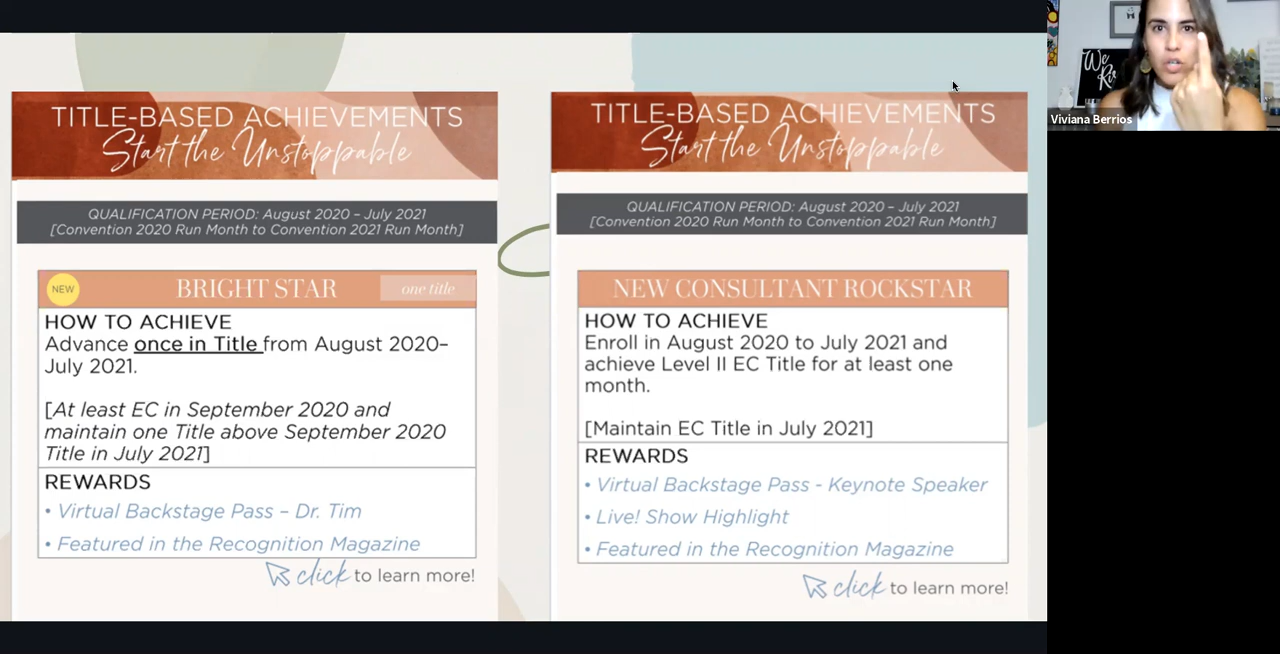 TITLE-BASED ACHIEVEMENTS
Start the Unstoppable
QUALIFICATION PERIOD: August 2020 – July 2021
[Convention 2020 Run Month to Convention 2021 Run Month]
NEW
BRIGHT STAR
one title
HOW TO ACHIEVE
Advance once in Title from August 2020–
July 2021.
[At least EC in September 2020 and
maintain one Title above September 2020
Title in July 2021]
REWARDS
• Virtual Backstage Pass – Dr. Tim
• Featured in the Recognition Magazine
click to learn more!
TITLE-BASED ACHIEVEMENTS
Start the Unstoppable
QUALIFICATION PERIOD: August 2020 – July 2021
[Convention 2020 Run Month to Convention 2021 Run Month]
NEW CONSULTANT ROCKSTAR
HOW TO ACHIEVE
Enroll in August 2020 to July 2021 and
achieve Level II EC Title for at least one
month.
[Maintain EC Title in July 2021]
REWARDS
• Virtual Backstage Pass - Keynote Speaker
• Live! Show Highlight
• Featured in the Recognition Magazine
click to learn more!
We
Viviana Berrios